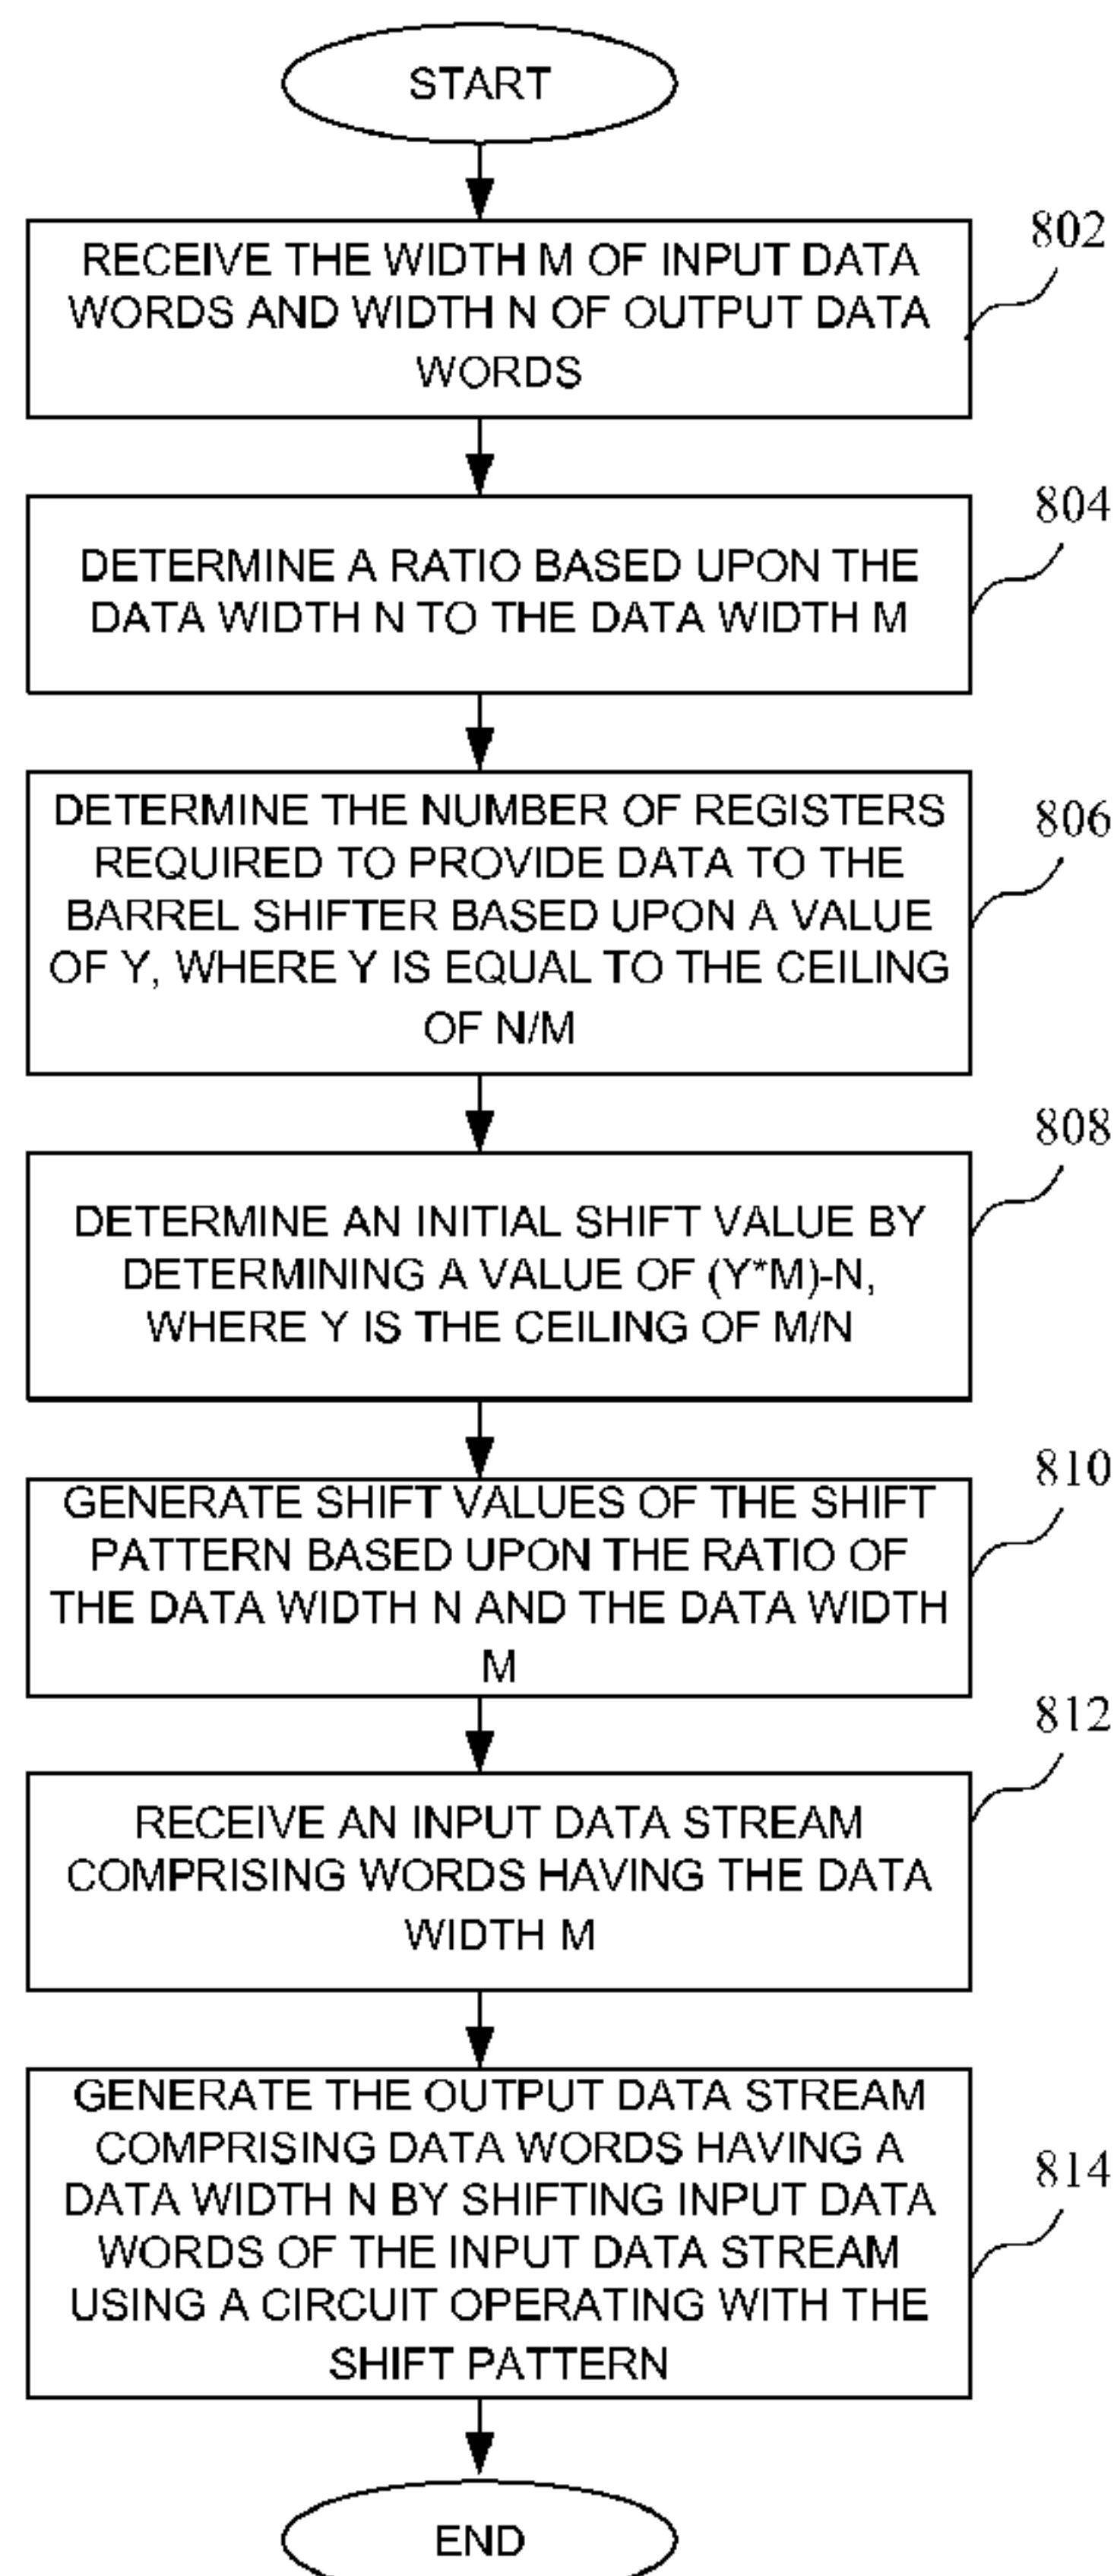 START
RECEIVE THE WIDTH M OF INPUT DATA
WORDS AND WIDTH N OF OUTPUT DATA
WORDS
802
DETERMINE A RATIO BASED UPON THE
DATA WIDTH N TO THE DATA WIDTH M
804
DETERMINE THE NUMBER OF REGISTERS
REQUIRED TO PROVIDE DATA TO THE
BARREL SHIFTER BASED UPON A VALUE
OF Y, WHERE Y IS EQUAL TO THE CEILING
OF N/M
806
DETERMINE AN INITIAL SHIFT VALUE BY
DETERMINING A VALUE OF (Y*M)-N,
WHERE Y IS THE CEILING OF M/N
808
GENERATE SHIFT VALUES OF THE SHIFT
PATTERN BASED UPON THE RATIO OF
THE DATA WIDTH N AND THE DATA WIDTH
M
810
RECEIVE AN INPUT DATA STREAM
COMPRISING WORDS HAVING THE DATA
WIDTH M
812
GENERATE THE OUTPUT DATA STREAM
COMPRISING DATA WORDS HAVING A
DATA WIDTH N BY SHIFTING INPUT DATA
WORDS OF THE INPUT DATA STREAM
USING A CIRCUIT OPERATING WITH THE
SHIFT PATTERN
814
END